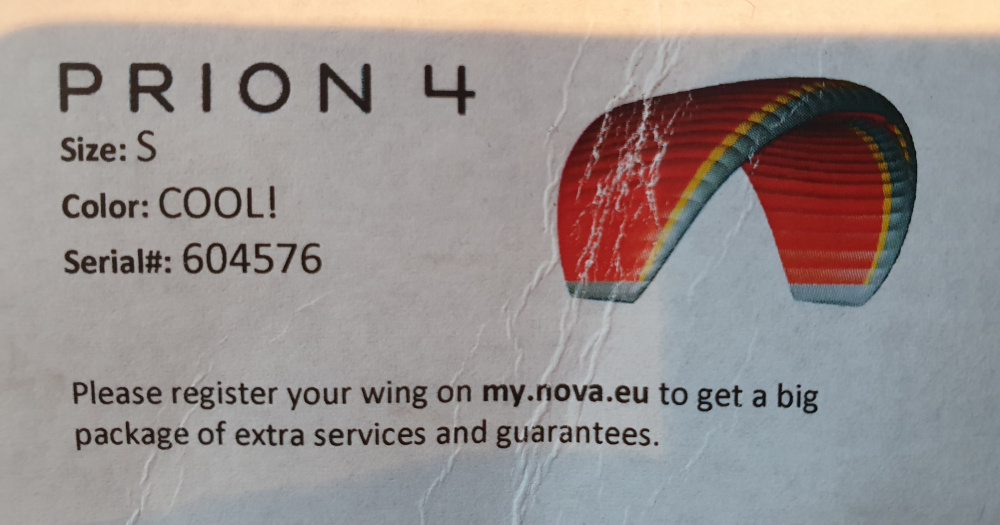 PRION 4
Size: S
Color: COOL!
Serial#: 604576
Please register your wing on my.nova.eu to get a big
package of extra services and guarantees.